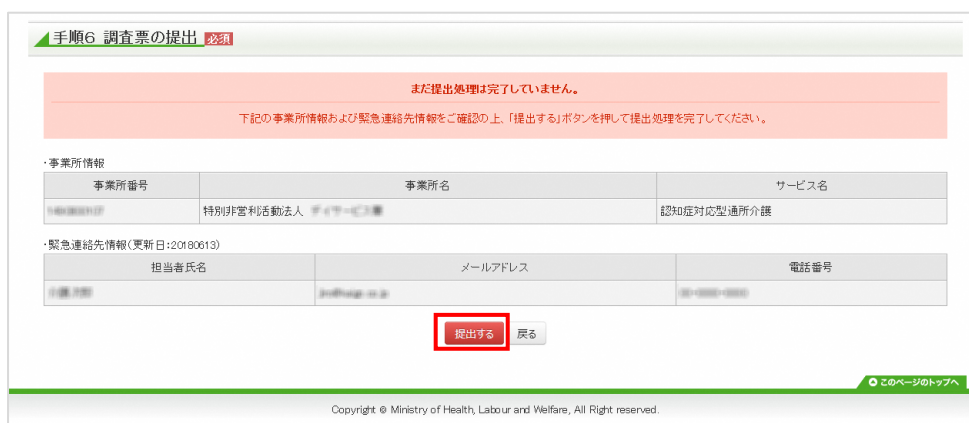 手順6 調査票の提出 必須
まだ提出処理は完了していません。
下記の事業所情報および緊急連絡先情報をご確認の上、「提出する」ボタンを押して提出処理を完了してください。
・事業所情報
事業所番号 事業所名 サービス名
特別非営利活動法人 認知症対応型通所介護
・緊急連絡先情報(更新日:20180613)
担当者氏名 メールアドレス 電話番号
提出する 戻る
このページのトップへ
Copyright © Ministry of Health, Labour and Welfare, All Right reserved.